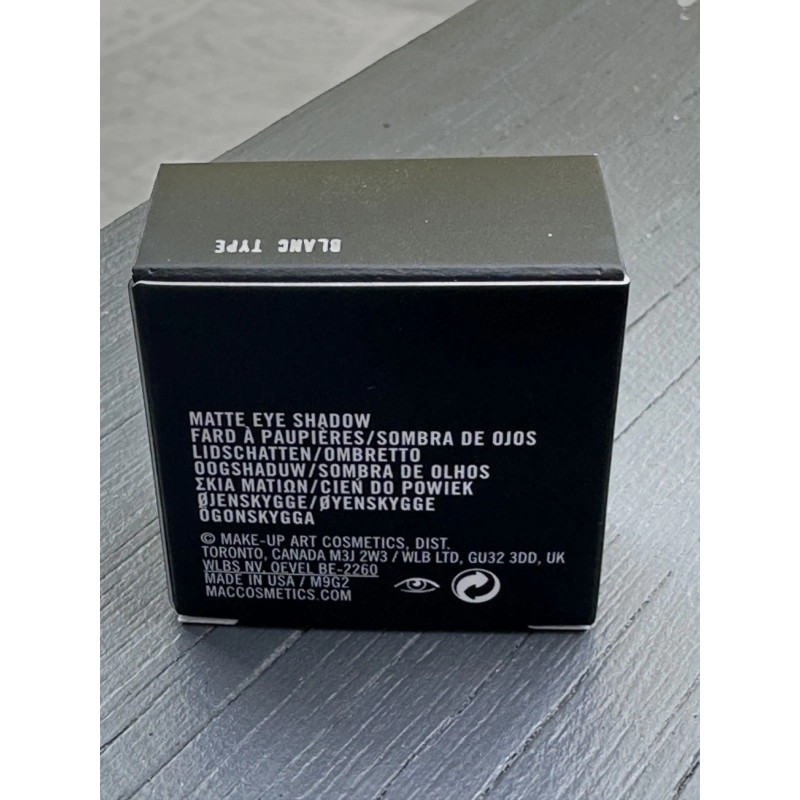 BLANC TYPE
MATTE EYE SHADOW
FARD À PAUPIÈRES/SOMBRA DE OJOS
LIDSCHATTEN/OMBRETTO
OOGSHADUW/SOMBRA DE OLHOS
ΣΚΙΑ ΜΑΤΙΩΝ/CIEŃ DO POWIEK
ØJENSKYGGE/ØYENSKYGGE
ÖGONSKYGGA
© MAKE-UP ART COSMETICS, DIST.
TORONTO, CANADA M3J 2W3 / WLB LTD, GU32 3DD, UK
WLBS NV. OEVEL BE-2260
MADE IN USA / M9G2
MACCOSMETICS.COM